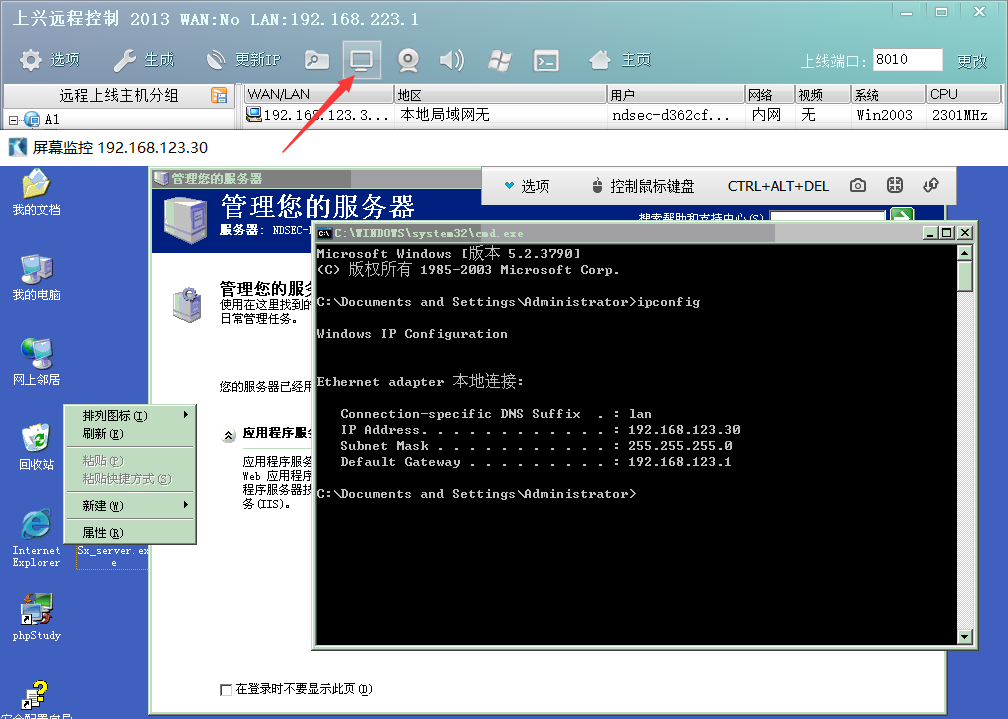 上兴远程控制 2013 WAN:No LAN:192.168.223.1
选项 生成 更新IP 主页 上线端口: 8010 更改
远程上线主机分组 WAN/LAN 地区 用户 网络 视频 系统 CPU
A1 192.168.123.3... 本地局域网无 ndsec-d362cf... 内网 无 Win2003 2301MHz
屏幕监控 192.168.123.30
管理您的服务器
选项 控制鼠标键盘 CTRL+ALT+DEL
我的文档
管理您的服务器
搜索帮助和支持中心(S)
服务器: NDSEC-
C:\WINDOWS\system32\cmd.exe
Microsoft Windows [版本 5.2.3790]
(C) 版权所有 1985-2003 Microsoft Corp.
C:\Documents and Settings\Administrator>ipconfig
Windows IP Configuration
Ethernet adapter 本地连接:
Connection-specific DNS Suffix . : lan
IP Address. . . . . . . . . . . . : 192.168.123.30
Subnet Mask . . . . . . . . . . . : 255.255.255.0
Default Gateway . . . . . . . . . : 192.168.123.1
C:\Documents and Settings\Administrator>
我的电脑
管理您的服
使用在这里找到的
日常管理任务。
网上邻居
您的服务器已经
排列图标(I)
刷新(E)
粘贴(P)
粘贴快捷方式(S)
新建(W)
属性(R)
应用程序服
回收站
应用程序服务
Web 应用程序
程序服务器技
务(IIS)。
Internet
Explorer
Sx_server.ex
e
phpStudy
在登录时不要显示此页(D)
安全配置向导